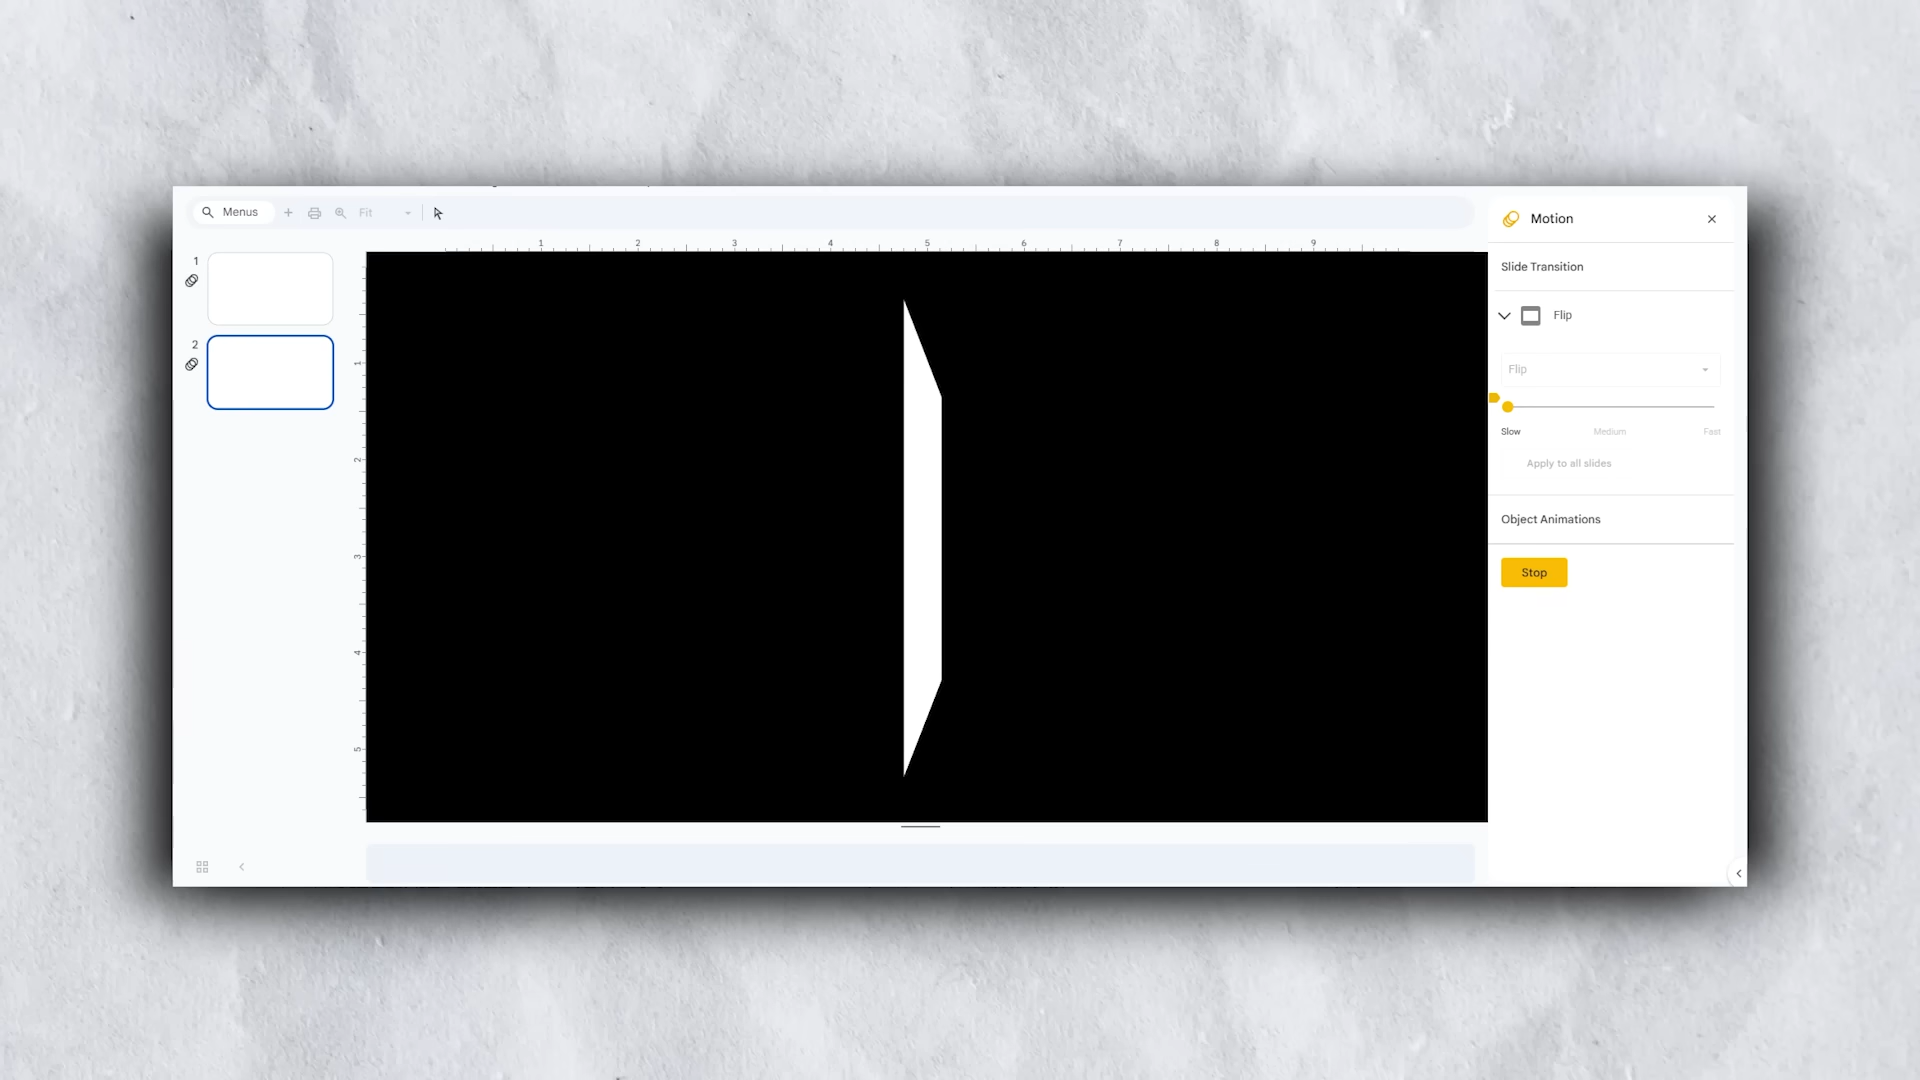 Menus
Fit
1 2 3 4 5 6 7 8 9
Motion
Slide Transition
1
Flip
2
Flip
Slow Medium Fast
Apply to all slides
Object Animations
Stop
1
2
3
4
5